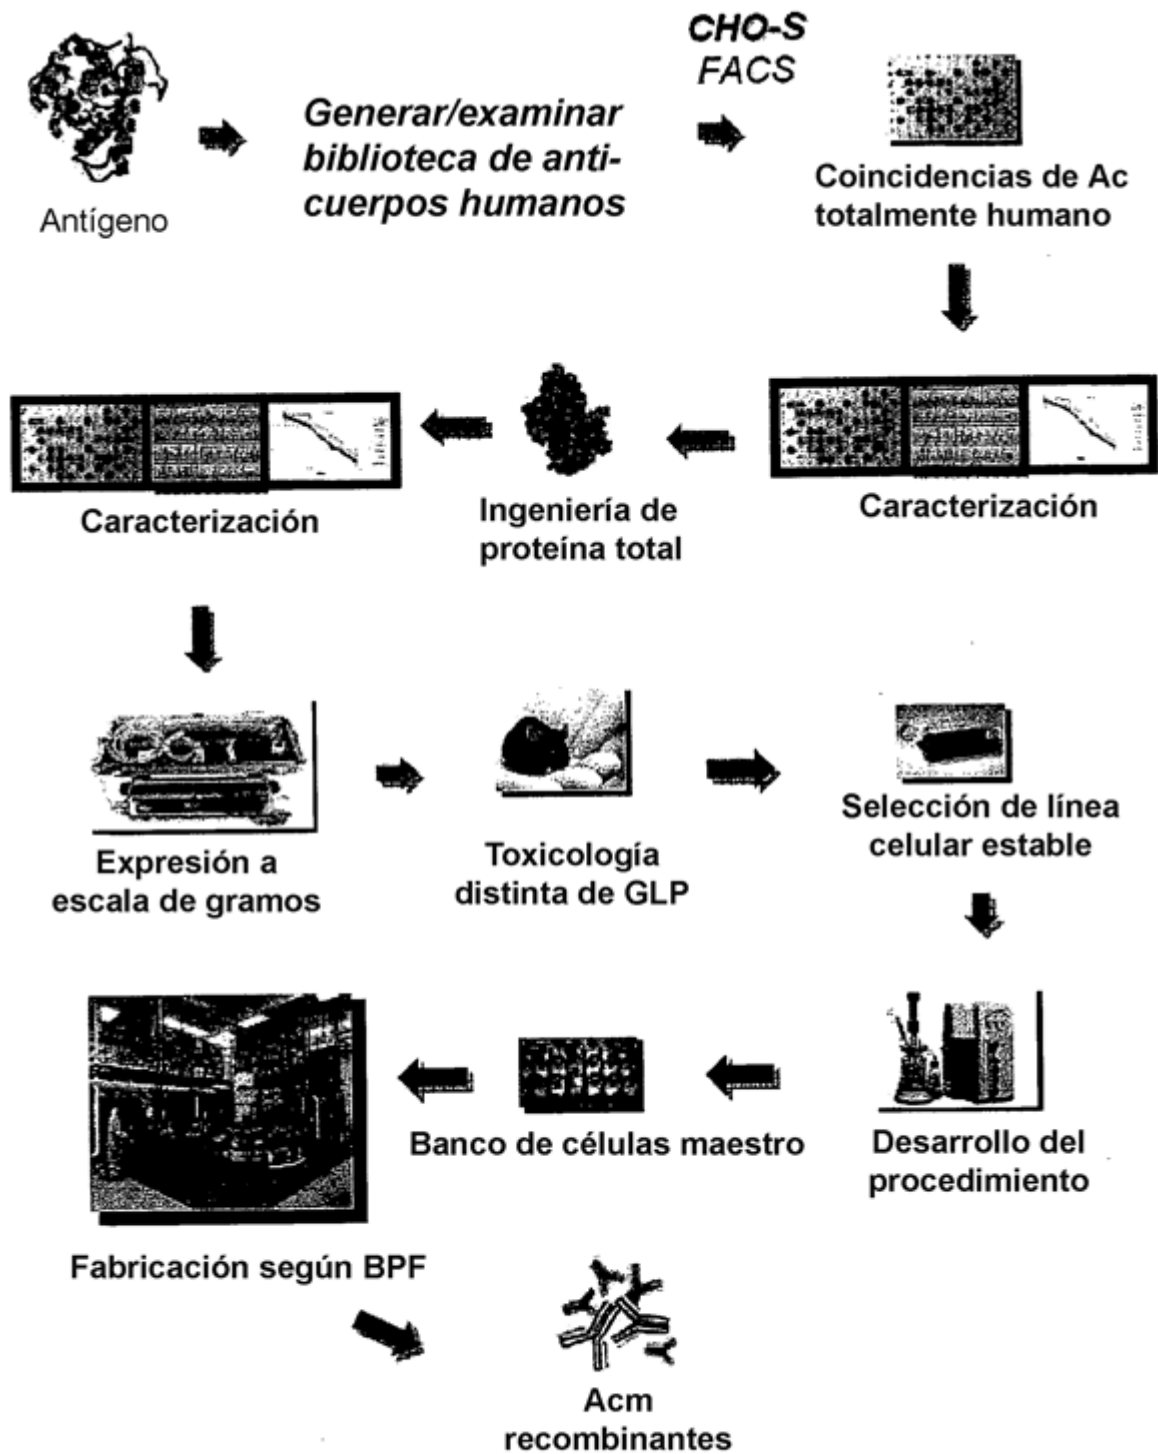 CHO-S
FACS
Antígeno
Generar/examinar
biblioteca de anti-
cuerpos humanos
Coincidencias de Ac
totalmente humano
Caracterización
Ingeniería de
proteína total
Caracterización
Expresión a
escala de gramos
Toxicología
distinta de GLP
Selección de línea
celular estable
Desarrollo del
procedimiento
Banco de células maestro
Fabricación según BPF
Acm
recombinantes